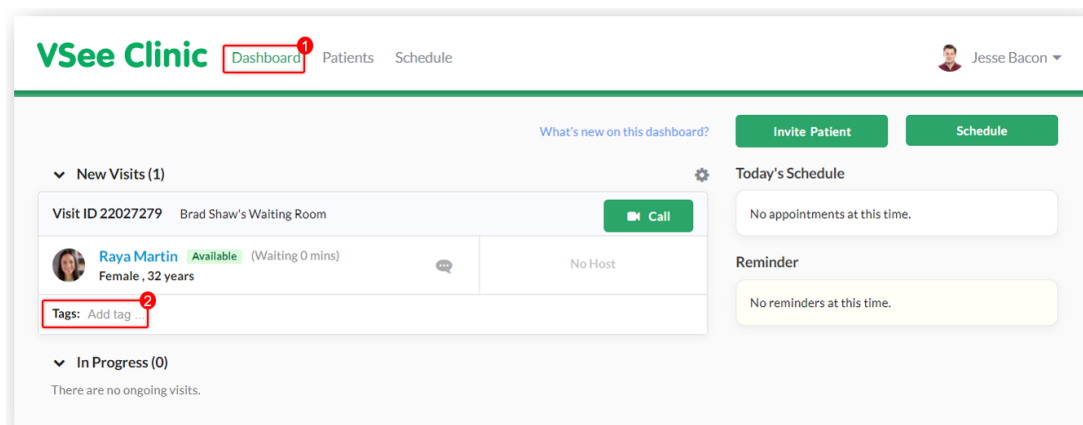 VSee Clinic Dashboard 1 Patients Schedule Jesse Bacon
What's new on this dashboard? Invite Patient Schedule
New Visits (1)
Visit ID 22027279 Brad Shaw's Waiting Room Call
Raya Martin Available (Waiting 0 mins)
Female , 32 years
No Host
2
Tags: Add tag ...
In Progress (0)
There are no ongoing visits.
Today's Schedule
No appointments at this time.
Reminder
No reminders at this time.